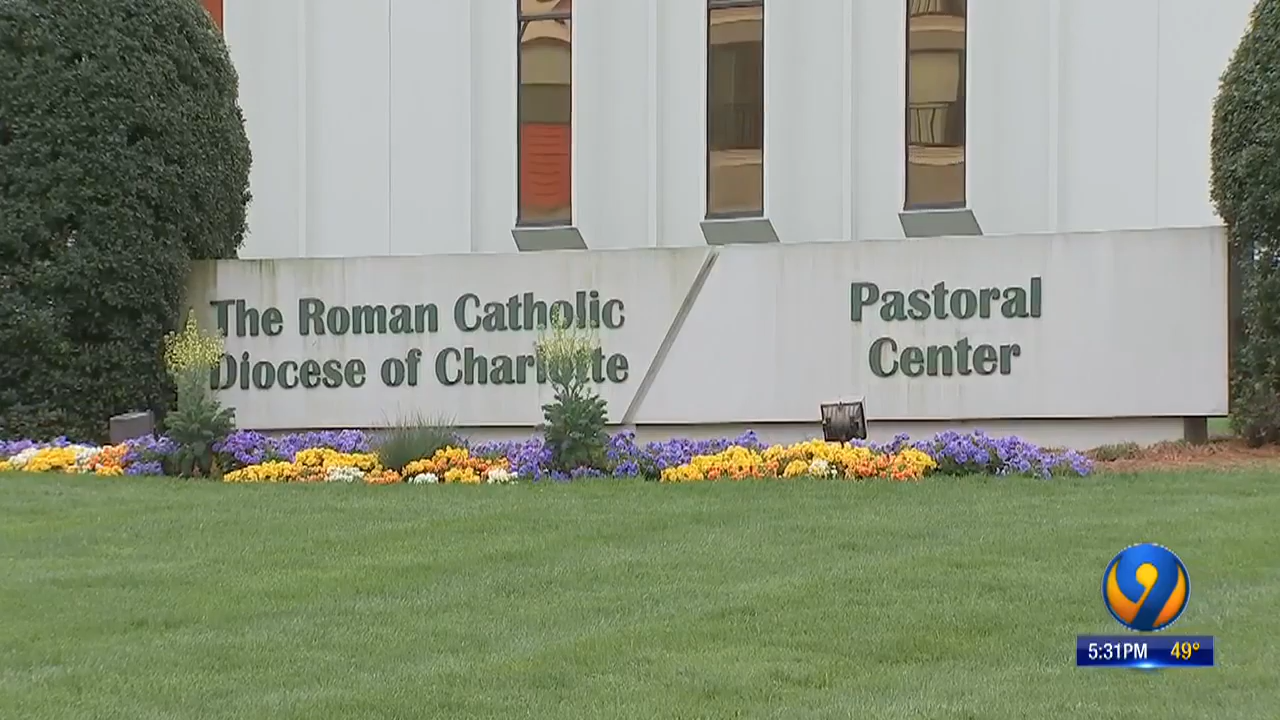 The Roman Catholic
Diocese of Charlotte
Pastoral
Center
9
5:31PM 49°